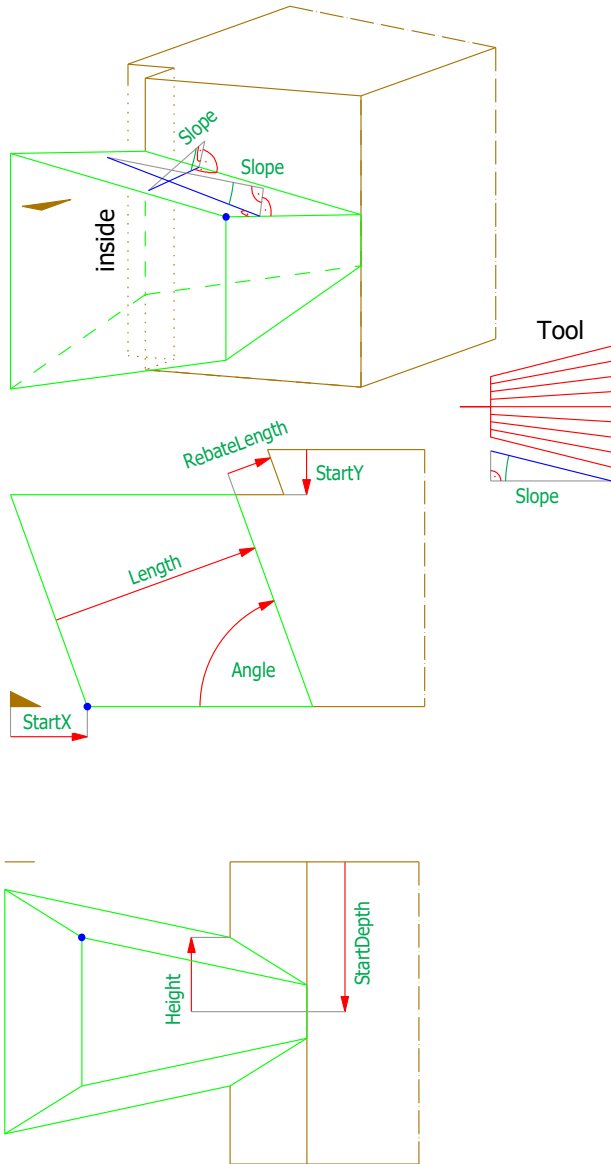 Slope
Slope
inside
Tool
RebateLength
StartY
Slope
Length
Angle
StartX
StartDepth
Height